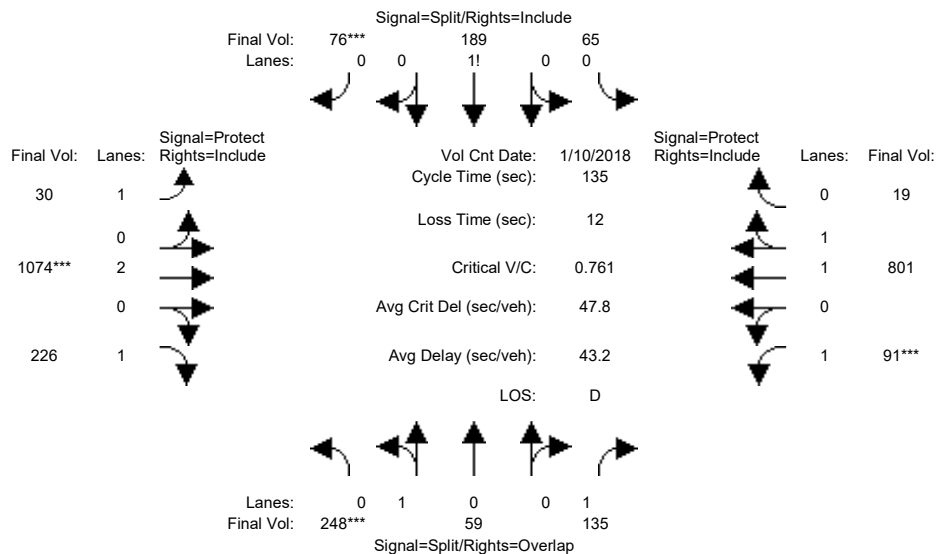 Signal=Split/Rights=Include
Final Vol: 76*** 189 65
Lanes: 0 0 1! 0 0
Signal=Protect
Final Vol: Lanes: Rights=Include
Vol Cnt Date: 1/10/2018
Signal=Protect
Rights=Include Lanes: Final Vol:
Cycle Time (sec): 135
30 1
0 19
Loss Time (sec): 12
0
1
1074*** 2
Critical V/C: 0.761
1 801
0
Avg Crit Del (sec/veh): 47.8
0
226 1
Avg Delay (sec/veh): 43.2
1 91***
LOS: D
Lanes: 0 1 0 0 1
Final Vol: 248*** 59 135
Signal=Split/Rights=Overlap